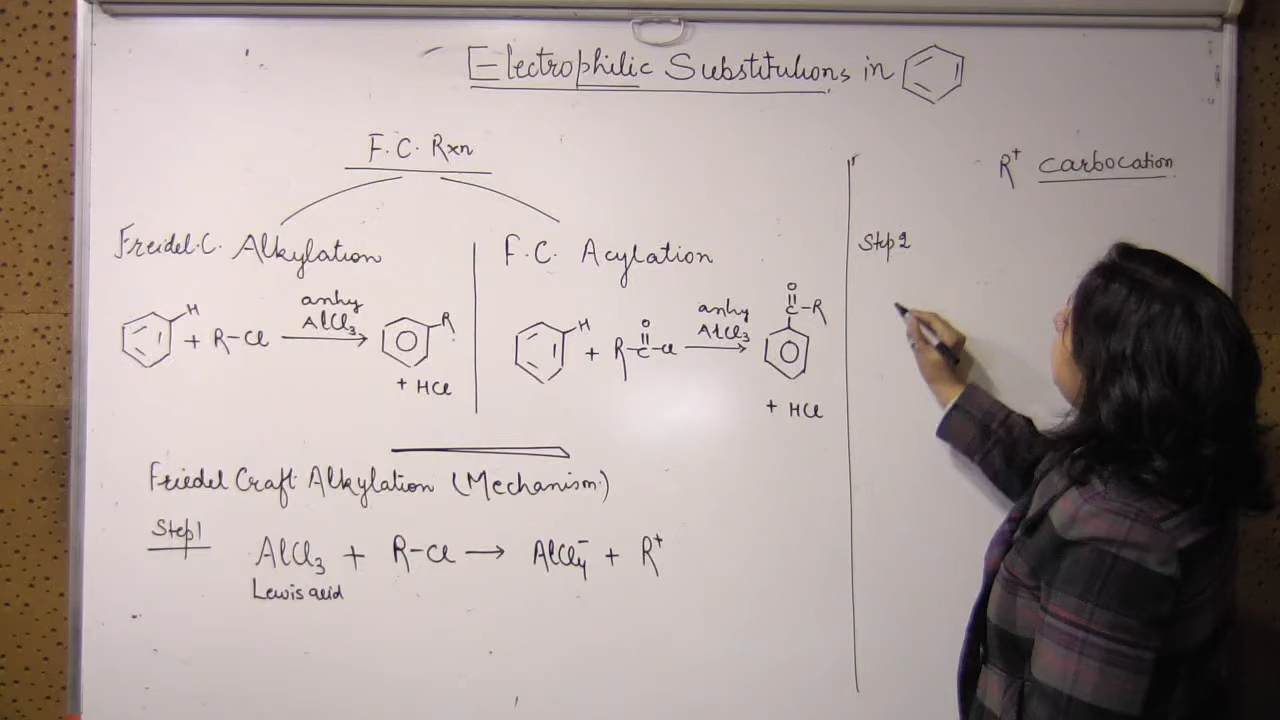 Electrophilic Substitutions in
F.C. Rxn
Freidel.C. Alkylation
H
+ R-Cl
anhy
AlCl3
R
+ HCl
F.C. Acylation
H
+ R-C-Cl
O
anhy
AlCl3
O
C-R
+ HCl
Friedel Craft Alkylation (Mechanism)
Step1
AlCl3 + R-Cl → AlCl4⁻ + R⁺
Lewis acid
R⁺ carbocation
Step 2